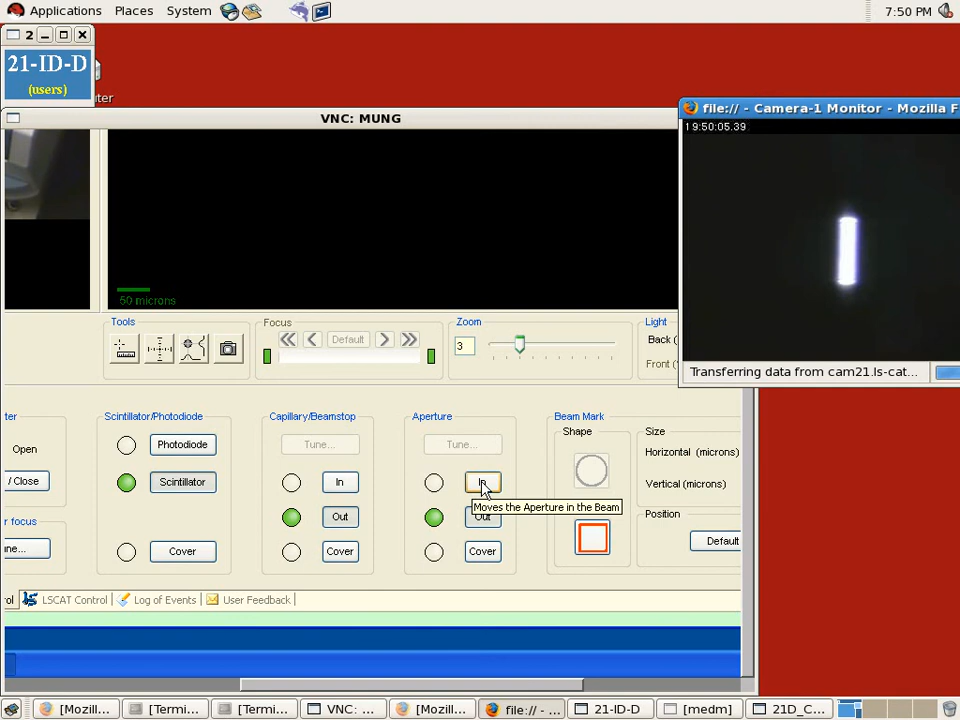 Applications Places System
7:50 PM
2
21-ID-D
(users)
uter
VNC: MUNG
file:// - Camera-1 Monitor - Mozilla F
19:50:05.39
50 microns
Tools
Focus
Default
Zoom
3
Light
Back (
Front (
Transferring data from cam21.ls-cat...
ter
Open
/ Close
r focus
ne...
Scintillator/Photodiode
Photodiode
Scintillator
Cover
Capillary/Beamstop
Tune...
In
Out
Cover
Aperture
Tune...
In
Moves the Aperture in the Beam
Out
Cover
Beam Mark
Shape
Size
Horizontal (microns)
Vertical (microns)
Position
Default
ol LSCAT Control Log of Events User Feedback
[Mozill... [Termi... [Termi... VNC: ... [Mozill... file:// - ... 21-ID-D [medm] 21D_C...